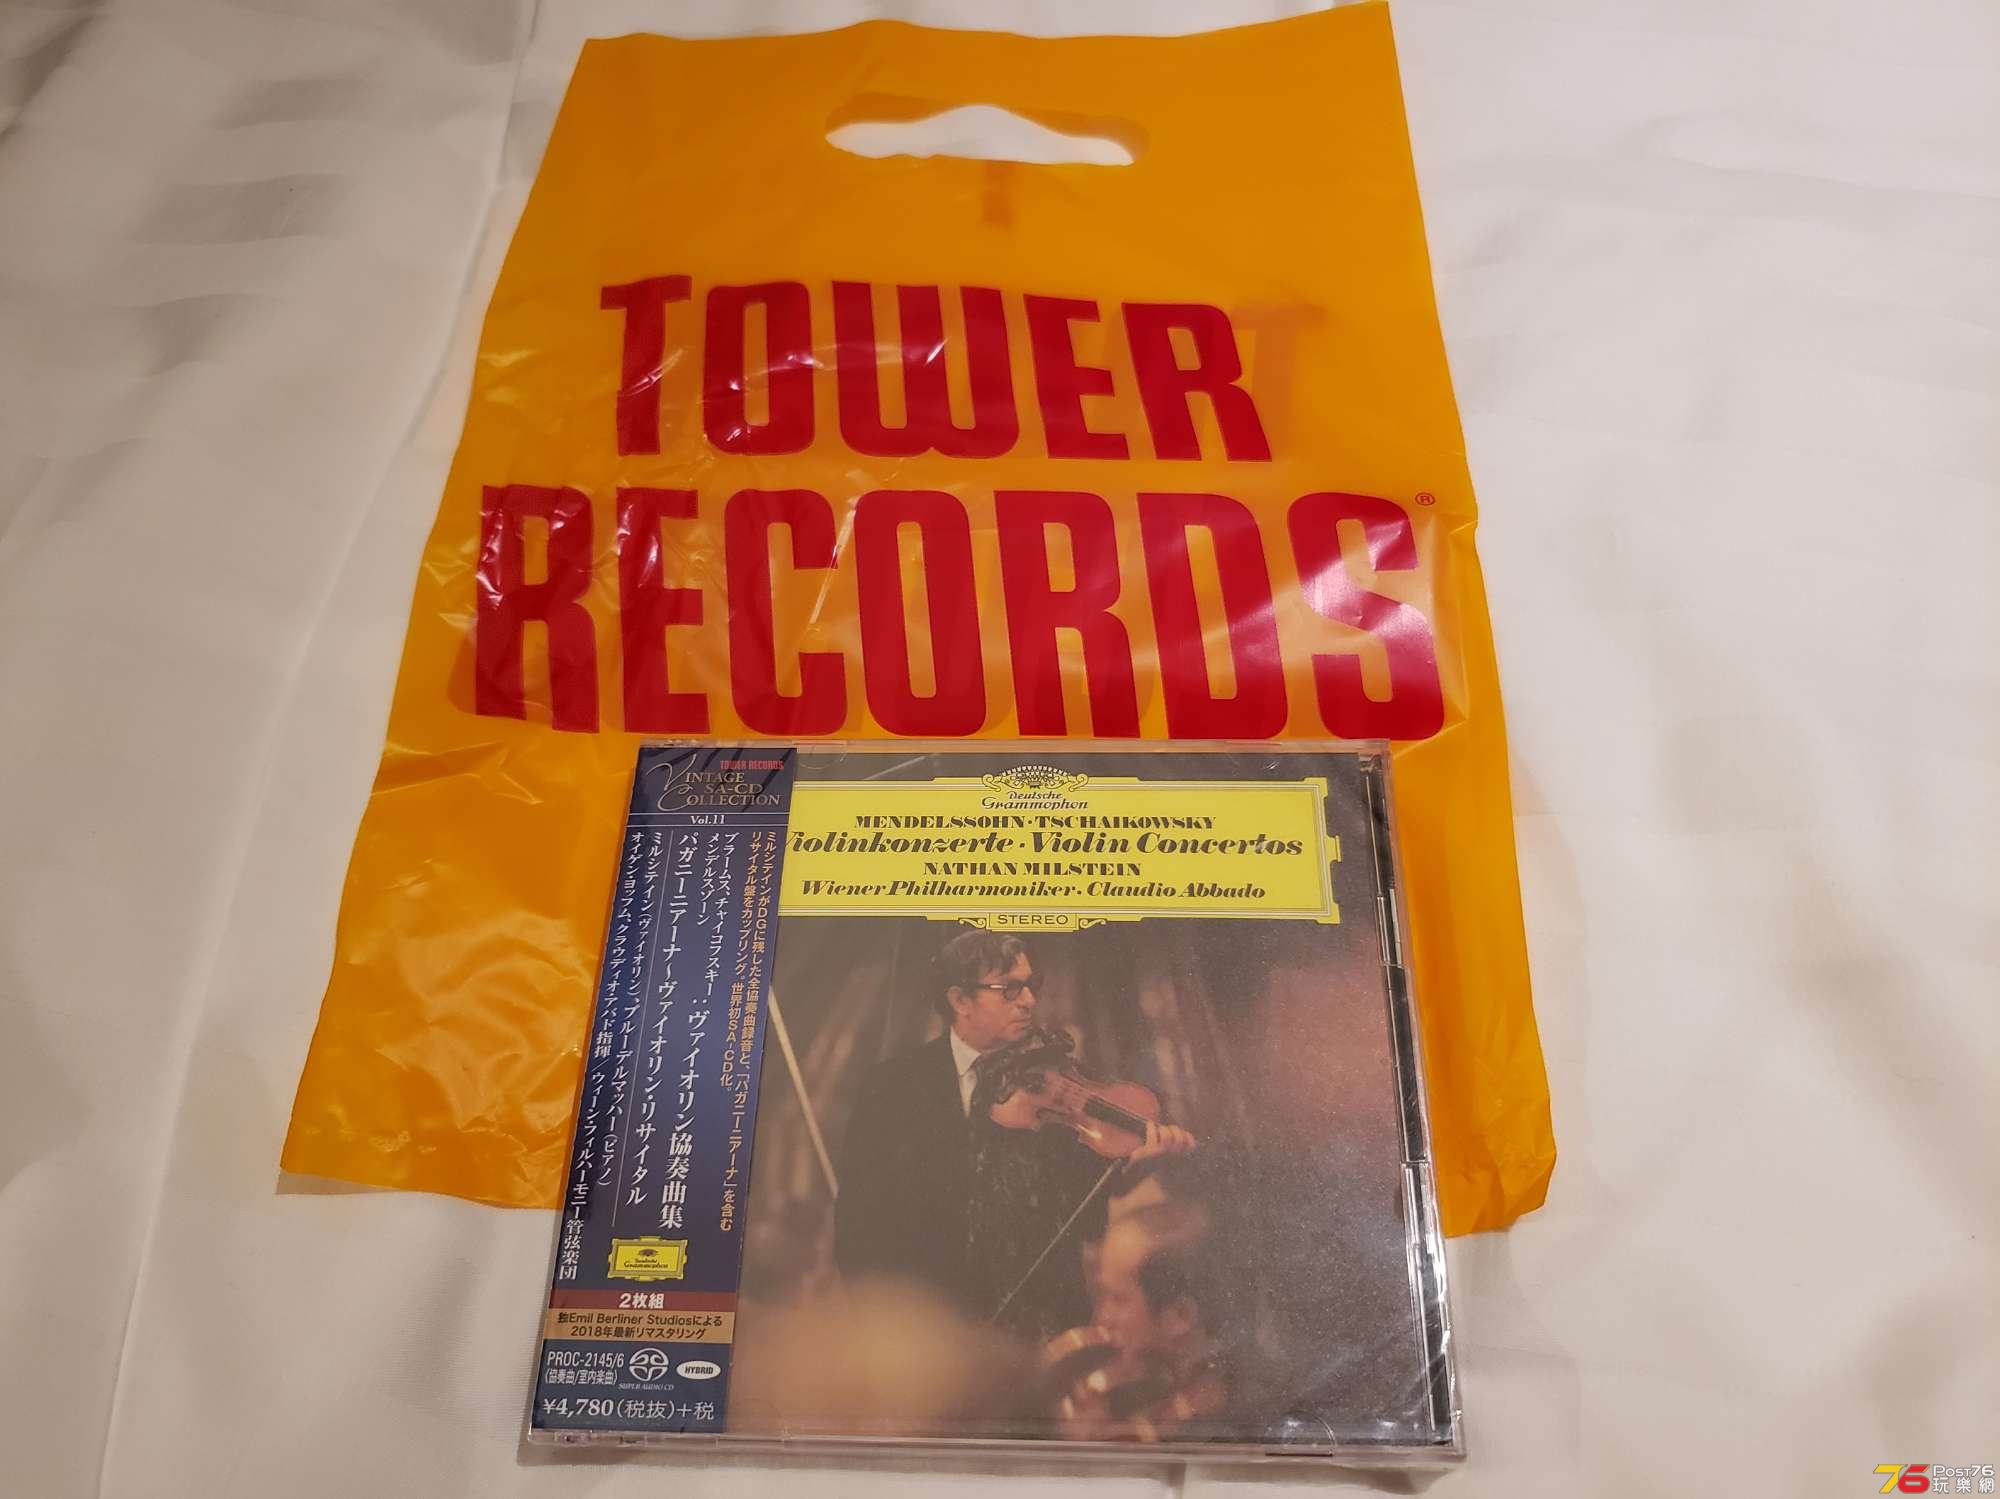 TOWER
RECORDS®
TOWER RECORDS
VINTAGE
SA-CD
COLLECTION
Vol.11
ミルシテインがDGに残した全協奏曲録音と、「パガニーニアーナ」を含む
リサイタル盤をカップリング。世界初SA-CD化。
ブラームス、チャイコフスキー
メンデルスゾーン
:ヴァイオリン協奏曲集
パガニーニアーナ～ヴァイオリン・リサイタル
ミルシテイン(ヴァイオリン)、ブルーデルマッハー(ピアノ)
オイゲン・ヨッフム、クラウディオ・アバド指揮/ウィーン・フィルハーモニー管弦楽団
Deutsche
Grammophon
2枚組
独Emil Berliner Studiosによる
2018年最新リマスタリング
PROC-2145/6
(協奏曲/室内楽曲)
SUPER AUDIO CD
HYBRID
¥4,780(税抜)+税
Deutsche
Grammophon
MENDELSSOHN·TSCHAIKOWSKY
Violinkonzerte·Violin Concertos
NATHAN MILSTEIN
Wiener Philharmoniker·Claudio Abbado
STEREO
76 POST76
玩樂網